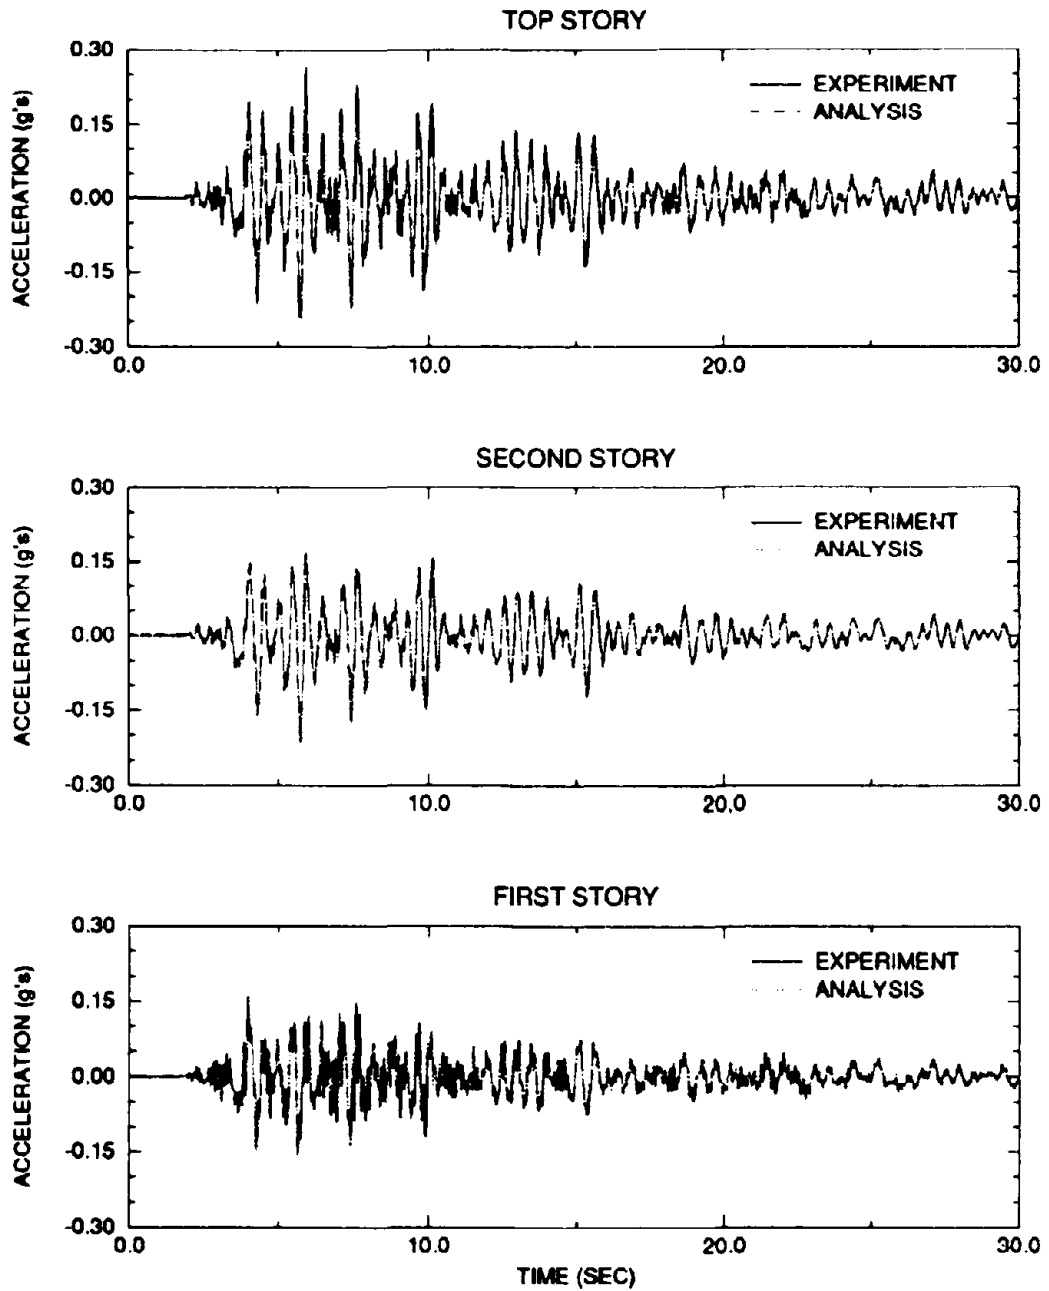 TOP STORY
0.30
0.15
0.00
-0.15
-0.30
ACCELERATION (g's)
EXPERIMENT
ANALYSIS
0.0 10.0 20.0 30.0
SECOND STORY
0.30
0.15
0.00
-0.15
-0.30
ACCELERATION (g's)
EXPERIMENT
ANALYSIS
0.0 10.0 20.0 30.0
FIRST STORY
0.30
0.15
0.00
-0.15
-0.30
ACCELERATION (g's)
EXPERIMENT
ANALYSIS
0.0 10.0 20.0 30.0
TIME (SEC)